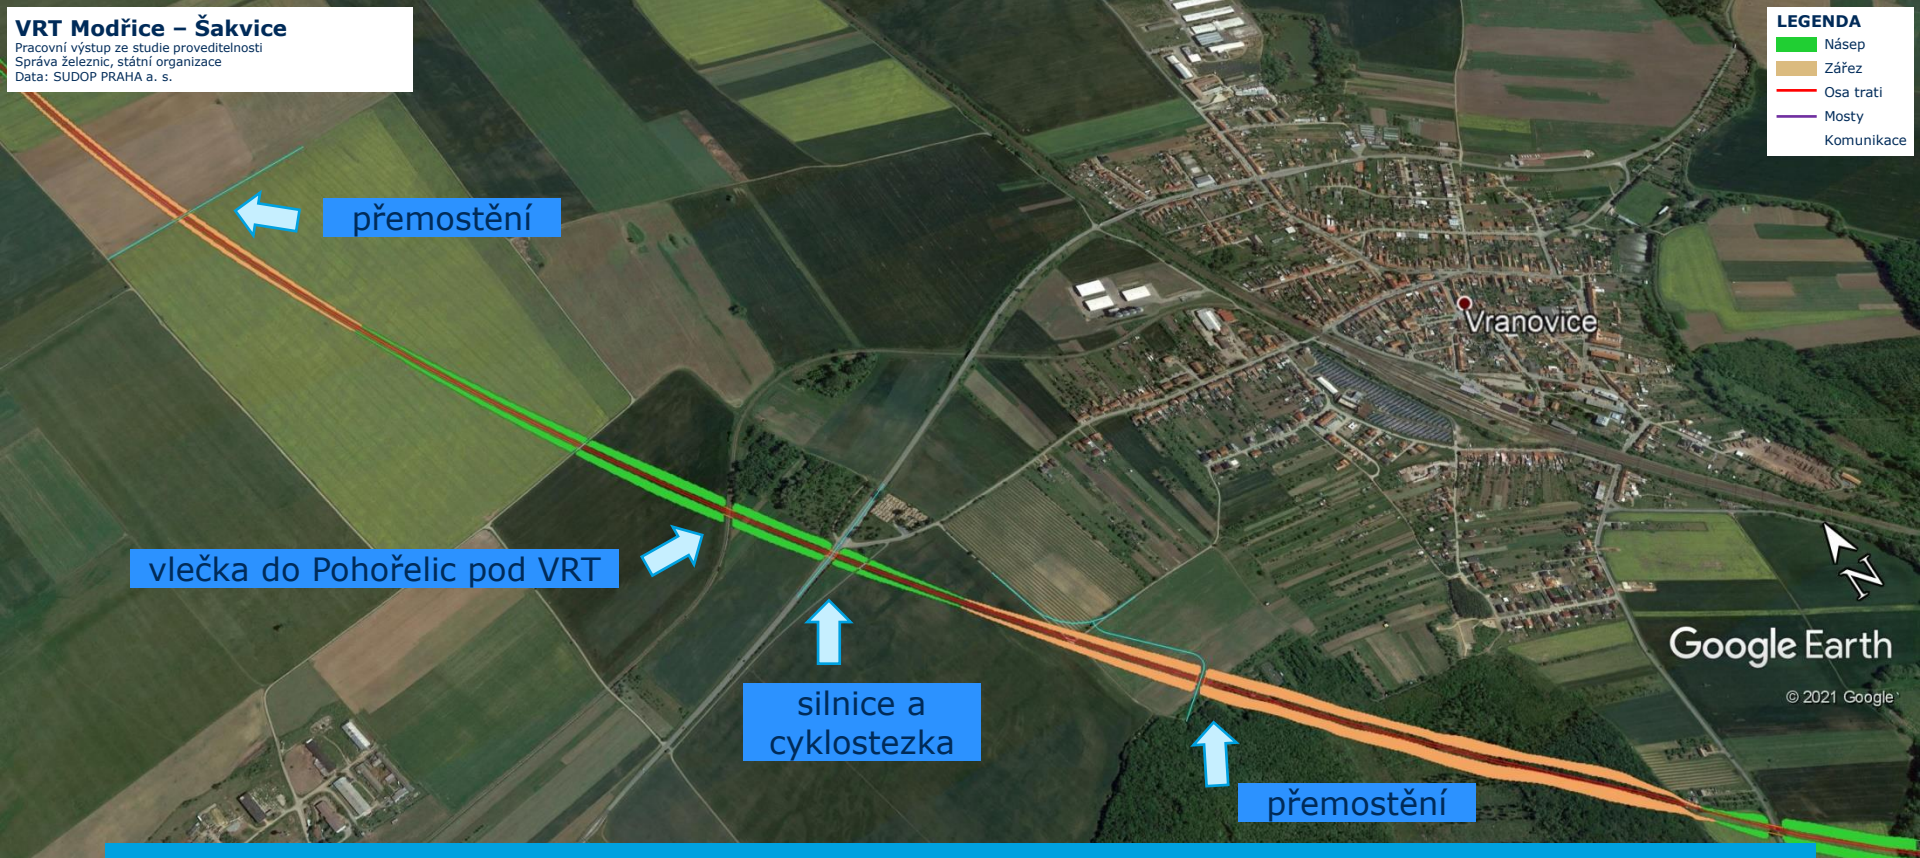 VRT Modřice – Šakvice
Pracovní výstup ze studie proveditelnosti
Správa železnic, státní organizace
Data: SUDOP PRAHA a. s.
LEGENDA
Násep
Zářez
Osa trati
Mosty
Komunikace
přemostění
Vranovice
vlečka do Pohořelic pod VRT
silnice a
cyklostezka
přemostění
N
Google Earth
© 2021 Google